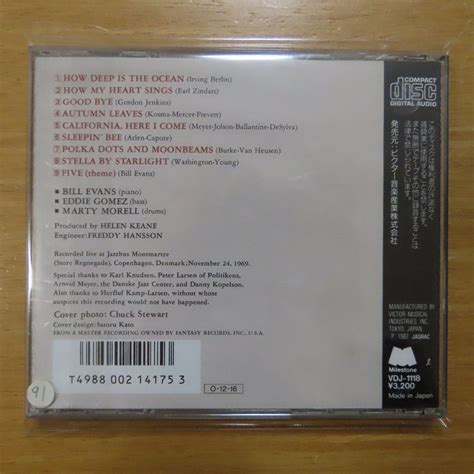 1 HOW DEEP IS THE OCEAN (Irving Berlin)
2 HOW MY HEART SINGS (Earl Zindars)
3 GOOD BYE (Gordon Jenkins)
4 AUTUMN LEAVES (Kosma-Mercer-Prevert)
5 CALIFORNIA, HERE I COME (Meyer-Jolson-Ballantine-DeSylva)
6 SLEEPIN' BEE (Arlen-Capore)
7 POLKA DOTS AND MOONBEAMS (Burke-Van Heusen)
8 STELLA BY STARLIGHT (Washington-Young)
9 FIVE (theme) (Bill Evans)
■ BILL EVANS (piano)
■ EDDIE GOMEZ (bass)
■ MARTY MORELL (drums)
Produced by HELEN KEANE
Engineer: FREDDY HANSSON
Recorded live at Jazzhus Montmartre
(Store Regnegade), Copenhagen, Denmark; November 24, 1969.
Special thanks to Karl Knudsen, Peter Larsen of Politikens,
Arnvid Meyer, the Danske Jazz Center, and Danny Kopelson.
Also thanks to Herfluf Kamp-Larsen, without whose
auspices this recording would not have happened.
Cover photo: Chuck Stewart
Cover design: Satoru Kato
FROM A MASTER RECORDING OWNED BY FANTASY RECORDS, INC., U.S.A.
T4988 002 14175 3
O-12-16
91
COMPACT
disc
DIGITAL AUDIO
発売元:ビクター音楽産業株式会社
MANUFACTURED BY
VICTOR MUSICAL
INDUSTRIES, INC.
TOKYO, JAPAN
JASRAC
Milestone
VDJ-1118
¥3,200
Made in Japan